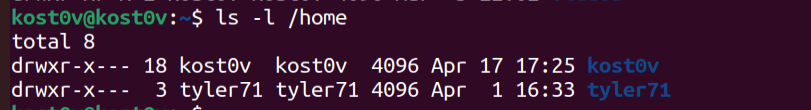 kost0v@kost0v:~$ ls -l /home
total 8
drwxr-x--- 18 kost0v  kost0v  4096 Apr 17 17:25 kost0v
drwxr-x---  3 tyler71 tyler71 4096 Apr  1 16:33 tyler71